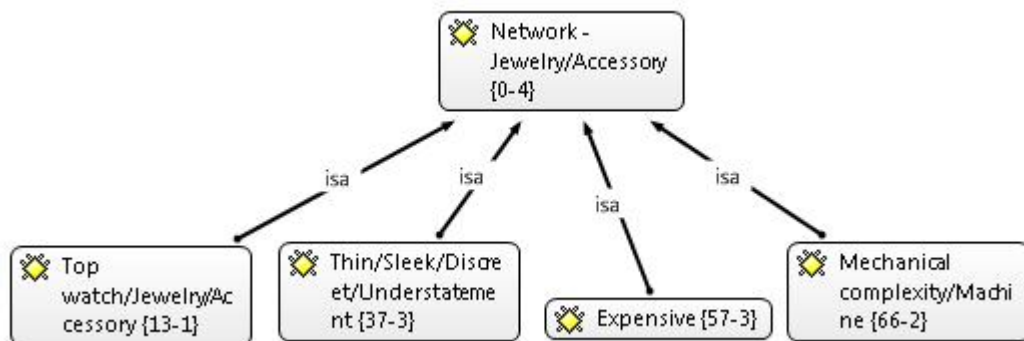 Network -
Jewelry/Accessory
{0-4}
isa
isa
isa
isa
Top
watch/Jewelry/Ac
cessory {13-1}
Thin/Sleek/Discre
et/Understateme
nt {37-3}
Expensive {57-3}
Mechanical
complexity/Machi
ne {66-2}